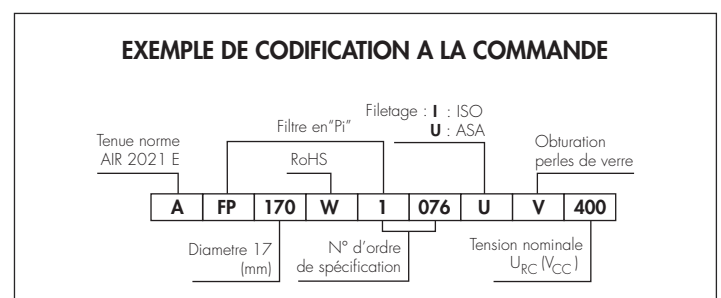 EXEMPLE DE CODIFICATION A LA COMMANDE
Filetage : I : ISO
U : ASA
Filtre en"Pi"
Tenue norme
AIR 2021 E
RoHS
Obturation
perles de verre
A FP 170 W 1 076 U V 400
Diametre 17
(mm)
N° d'ordre
de spécification
Tension nominale
URC (VCC)